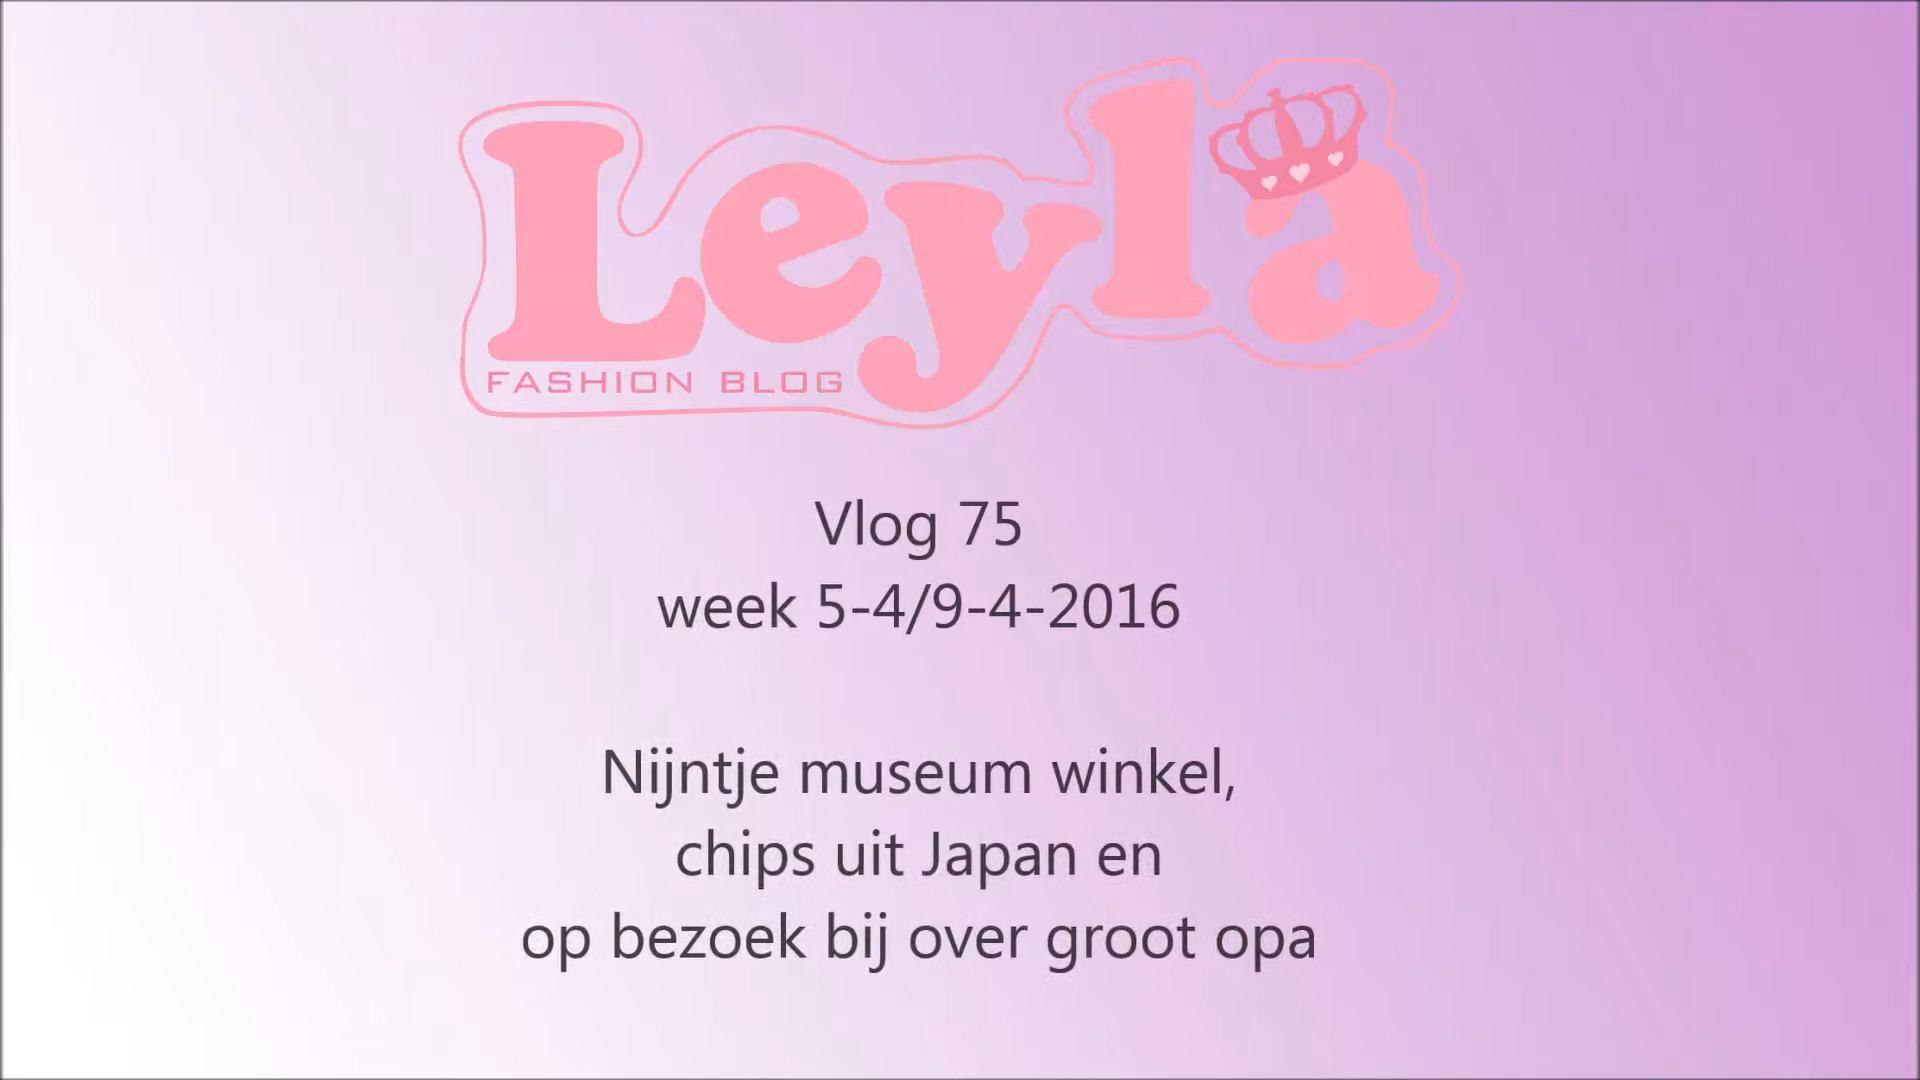 Leyla
FASHION BLOG
Vlog 75
week 5-4/9-4-2016
Nijntje museum winkel,
chips uit Japan en
op bezoek bij over groot opa